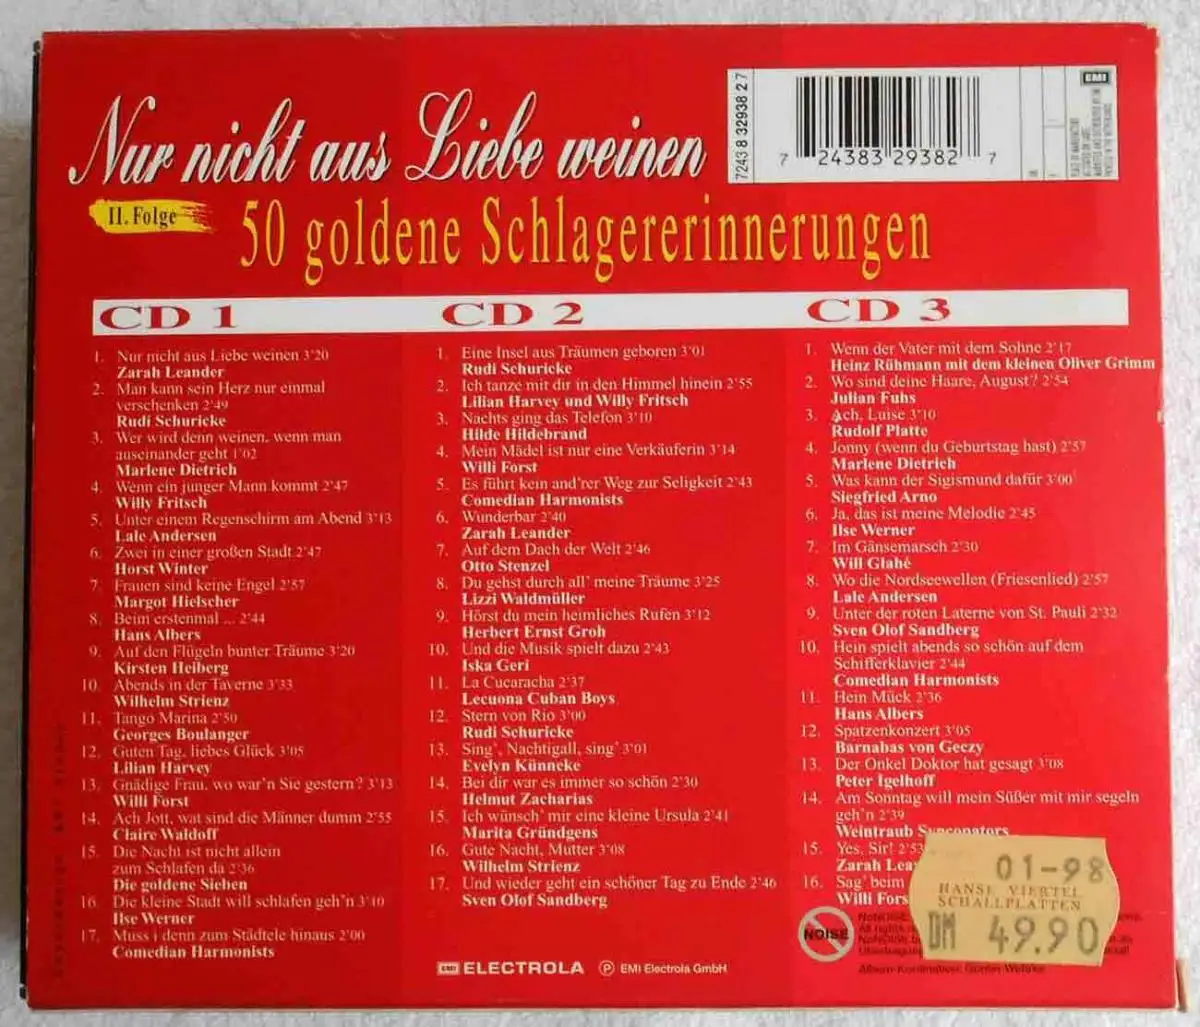 Nur nicht aus Liebe weinen
II. Folge
50 goldene Schlagererinnerungen
7243 8 32938 2 7
7 24383 29382 7
EMI
CD 1
1. Nur nicht aus Liebe weinen 3'20
Zarah Leander
2. Man kann sein Herz nur einmal
verschenken 2'49
Rudi Schuricke
3. Wer wird denn weinen, wenn man
auseinander geht 1'02
Marlene Dietrich
4. Wenn ein junger Mann kommt 2'47
Willy Fritsch
5. Unter einem Regenschirm am Abend 3'13
Lale Andersen
6. Zwei in einer großen Stadt 2'47
Horst Winter
7. Frauen sind keine Engel 2'57
Margot Hielscher
8. Beim erstenmal ... 2'44
Hans Albers
9. Auf den Flügeln bunter Träume 3'20
Kirsten Heiberg
10. Abends in der Taverne 3'33
Wilhelm Strienz
11. Tango Marina 2'50
Georges Boulanger
12. Guten Tag, liebes Glück 3'05
Lilian Harvey
13. Gnädige Frau, wo war'n Sie gestern? 3'13
Willi Forst
14. Ach Jott, wat sind die Männer dumm 2'55
Claire Waldoff
15. Die Nacht ist nicht allein
zum Schlafen da 2'36
Die goldene Sieben
16. Die kleine Stadt will schlafen geh'n 3'10
Ilse Werner
17. Muss i denn zum Städtele hinaus 2'00
Comedian Harmonists
CD 2
1. Eine Insel aus Träumen geboren 3'01
Rudi Schuricke
2. Ich tanze mit dir in den Himmel hinein 2'55
Lilian Harvey und Willy Fritsch
3. Nachts ging das Telefon 3'10
Hilde Hildebrand
4. Mein Mädel ist nur eine Verkäuferin 3'14
Willi Forst
5. Es führt kein and'rer Weg zur Seligkeit 2'43
Comedian Harmonists
6. Wunderbar 2'40
Zarah Leander
7. Auf dem Dach der Welt 2'46
Otto Stenzel
8. Du gehst durch all' meine Träume 3'25
Lizzi Waldmüller
9. Hörst du mein heimliches Rufen 3'12
Herbert Ernst Groh
10. Und die Musik spielt dazu 2'43
Iska Geri
11. La Cucaracha 2'37
Lecuona Cuban Boys
12. Stern von Rio 3'00
Rudi Schuricke
13. Sing', Nachtigall, sing' 3'01
Evelyn Künneke
14. Bei dir war es immer so schön 2'30
Helmut Zacharias
15. Ich wünsch' mir eine kleine Ursula 2'41
Marita Gründgens
16. Gute Nacht, Mutter 3'08
Wilhelm Strienz
17. Und wieder geht ein schöner Tag zu Ende 2'46
Sven Olof Sandberg
CD 3
1. Wenn der Vater mit dem Sohne 2'17
Heinz Rühmann mit dem kleinen Oliver Grimm
2. Wo sind deine Haare, August? 2'54
Julian Fuhs
3. Ach, Luise 3'10
Rudolf Platte
4. Jonny (wenn du Geburtstag hast) 2'57
Marlene Dietrich
5. Was kann der Sigismund dafür 3'00
Siegfried Arno
6. Ja, das ist meine Melodie 2'45
Ilse Werner
7. Im Gänsemarsch 2'30
Will Glahé
8. Wo die Nordseewellen (Friesenlied) 2'57
Lale Andersen
9. Unter der roten Laterne von St. Pauli 2'32
Sven Olof Sandberg
10. Hein spielt abends so schön auf dem
Schifferklavier 2'44
Comedian Harmonists
11. Hein Mück 2'36
Hans Albers
12. Spatzenkonzert 3'05
Barnabas von Geczy
13. Der Onkel Doktor hat gesagt 3'08
Peter Igelhoff
14. Am Sonntag will mein Süßer mit mir segeln
geh'n 2'39
Weintraub Syncopators
15. Yes, Sir! 2'53
Zarah
16. Sag' beim
Willi
01-98
HANSE VIERTEL
SCHALLPLATTEN
DM 49.90
NOISE
EMI ELECTROLA
Ⓟ EMI Electrola GmbH